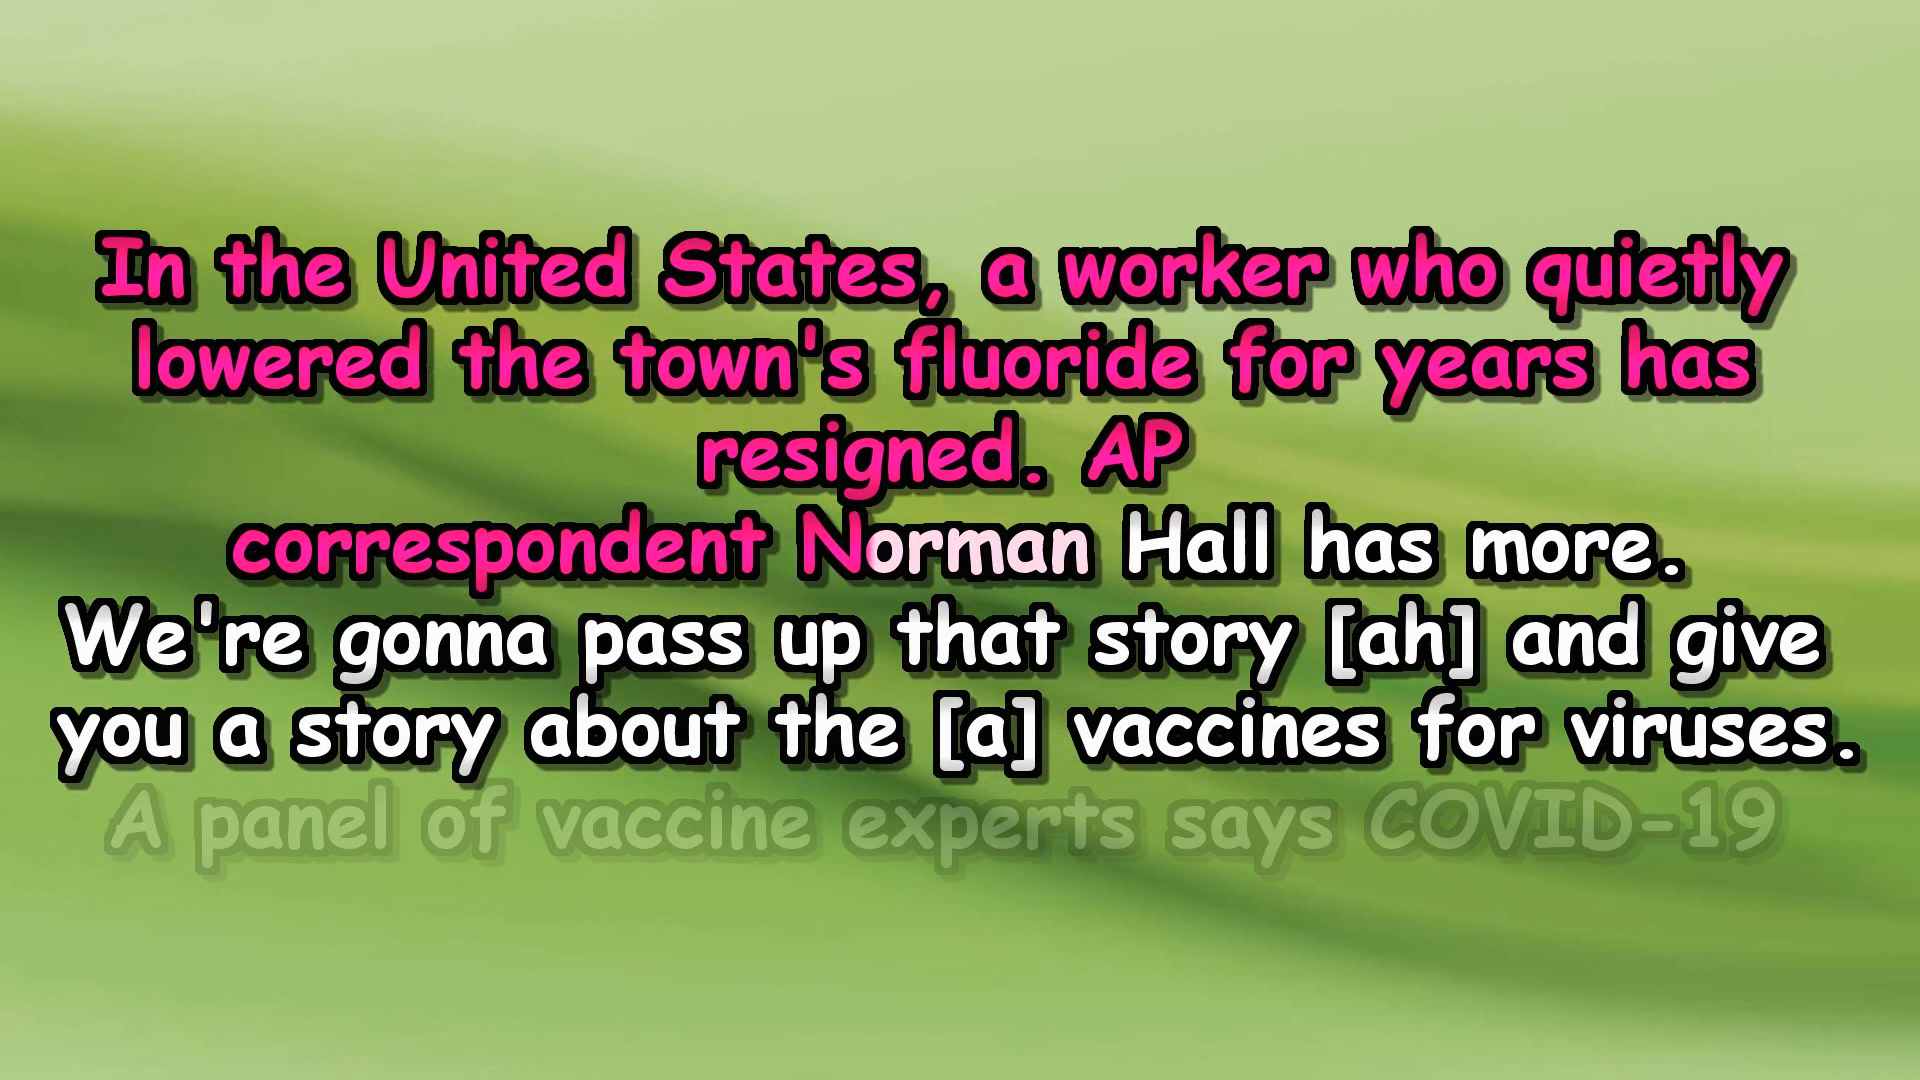 In the United States, a worker who quietly
lowered the town's fluoride for years has
resigned. AP
correspondent Norman Hall has more.
We're gonna pass up that story [ah] and give
you a story about the [a] vaccines for viruses.
A panel of vaccine experts says COVID-19